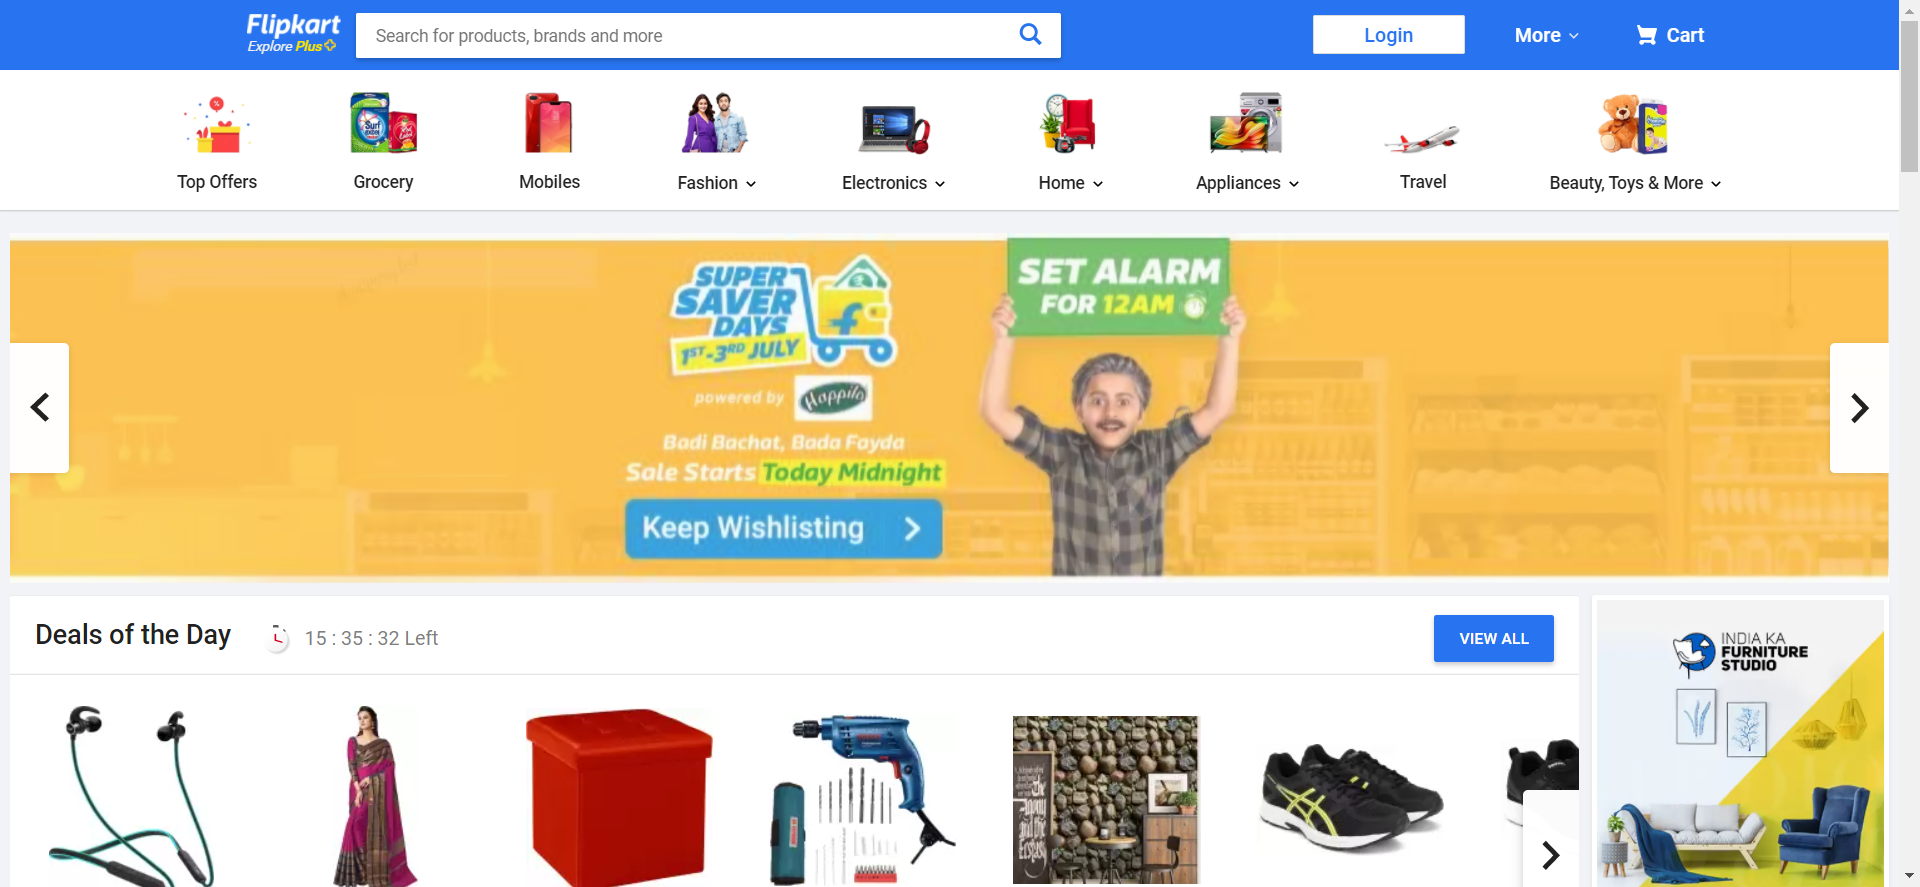 Flipkart
Explore Plus
Search for products, brands and more
Login
More
Cart
Top Offers
Grocery
Mobiles
Fashion
Electronics
Home
Appliances
Travel
Beauty, Toys & More
SUPER
SAVER
DAYS
1ST-3RD JULY
powered by Happilo
Badi Bachat, Bada Fayda
Sale Starts Today Midnight
Keep Wishlisting
SET ALARM
FOR 12AM
Deals of the Day
15 : 35 : 32 Left
VIEW ALL
INDIA KA
FURNITURE
STUDIO